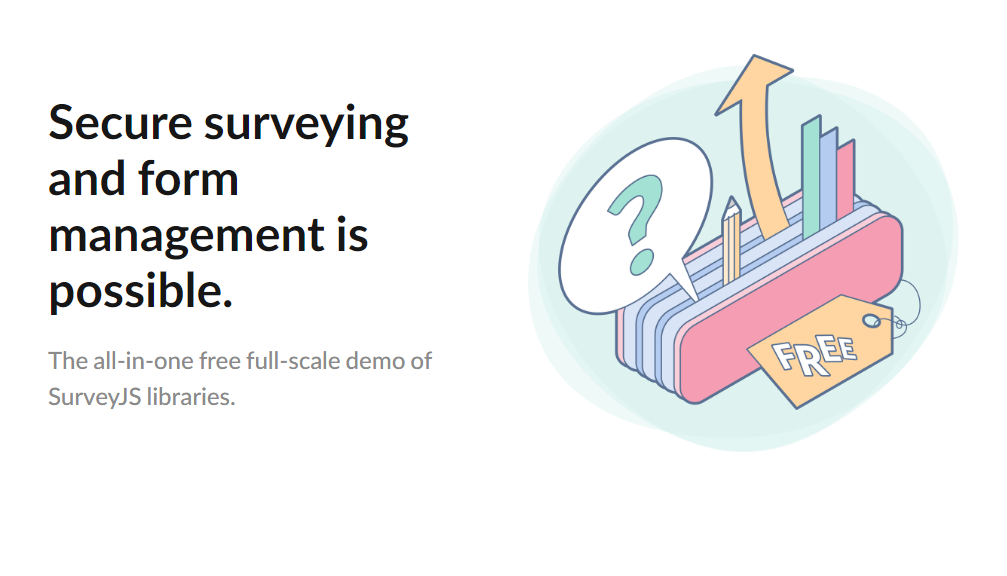 Secure surveying
and form
management is
possible.
The all-in-one free full-scale demo of
SurveyJS libraries.
?
FREE